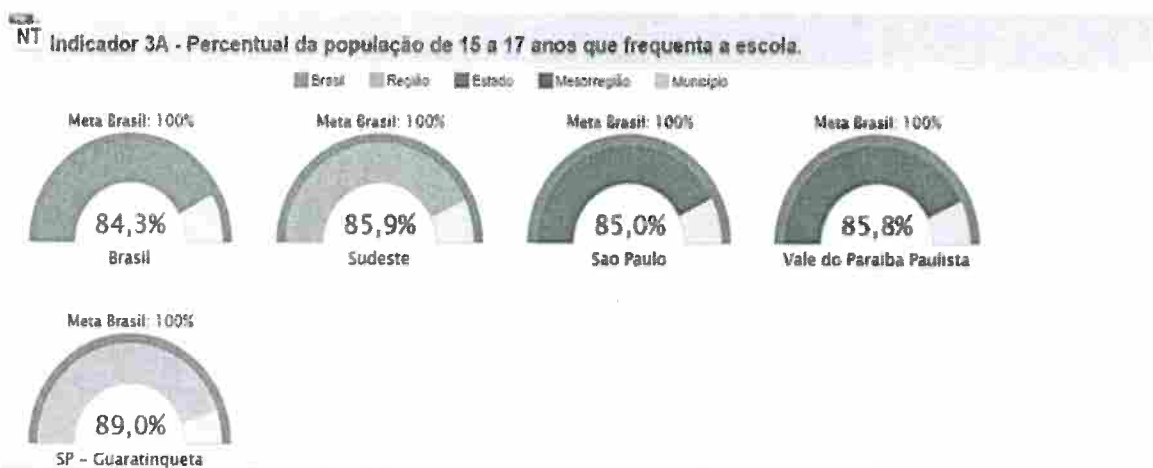 NT Indicador 3A - Percentual da população de 15 a 17 anos que frequenta a escola.
Brasil Região Estado Mesorregião Município
Meta Brasil: 100% Meta Brasil: 100% Meta Brasil: 100% Meta Brasil: 100%
84,3% 85,9% 85,0% 85,8%
Brasil Sudeste Sao Paulo Vale do Paraiba Paulista
Meta Brasil: 100%
89,0%
SP - Guaratingueta